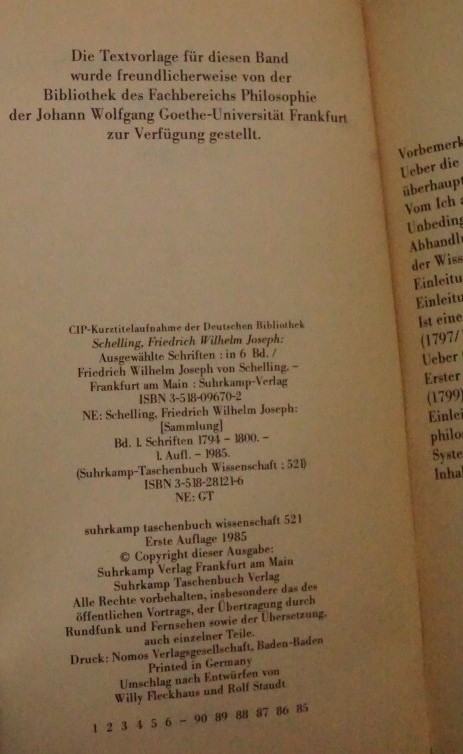 Die Textvorlage für diesen Band
wurde freundlicherweise von der
Bibliothek des Fachbereichs Philosophie
der Johann Wolfgang Goethe-Universität Frankfurt
zur Verfügung gestellt.
CIP-Kurztitelaufnahme der Deutschen Bibliothek
Schelling, Friedrich Wilhelm Joseph:
Ausgewählte Schriften : in 6 Bd. /
Friedrich Wilhelm Joseph von Schelling. –
Frankfurt am Main : Suhrkamp-Verlag
ISBN 3-518-09670-2
NE: Schelling, Friedrich Wilhelm Joseph:
[Sammlung]
Bd. 1. Schriften 1794 – 1800. –
1. Aufl. – 1985.
(Suhrkamp-Taschenbuch Wissenschaft ; 521)
ISBN 3-518-28121-6
NE: GT
suhrkamp taschenbuch wissenschaft 521
Erste Auflage 1985
© Copyright dieser Ausgabe:
Suhrkamp Verlag Frankfurt am Main
Suhrkamp Taschenbuch Verlag
Alle Rechte vorbehalten, insbesondere das des
öffentlichen Vortrags, der Übertragung durch
Rundfunk und Fernsehen sowie der Übersetzung,
auch einzelner Teile.
Druck: Nomos Verlagsgesellschaft, Baden-Baden
Printed in Germany
Umschlag nach Entwürfen von
Willy Fleckhaus und Rolf Staudt
1 2 3 4 5 6 – 90 89 88 87 86 85
Vorbemerk
Ueber die
überhaupt
Vom Ich a
Unbeding
Abhandlu
der Wiss
Einleitu
Einleitu
Ist eine
(1797/
Ueber
Erster
(1799)
Einlei
philos
Syste
Inha